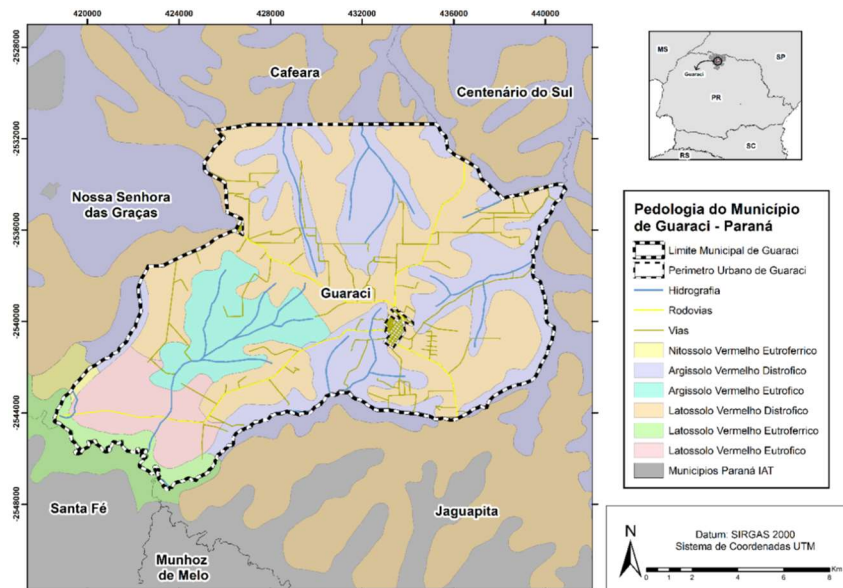 420000 424000 428000 432000 436000 440000
-2528000
-2532000
-2536000
-2540000
-2544000
-2548000
Cafeara
Centenário do Sul
Nossa Senhora
das Graças
Guaraci
Santa Fé
Munhoz
de Melo
Jaguapita
MS
SP
Guaraci
PR
SC
RS
Pedologia do Município
de Guaraci - Paraná
Limite Municipal de Guaraci
Perimetro Urbano de Guaraci
Hidrografia
Rodovias
Vias
Nitossolo Vermelho Eutroferrico
Argissolo Vermelho Distrofico
Argissolo Vermelho Eutrofico
Latossolo Vermelho Distrofico
Latossolo Vermelho Eutroferrico
Latossolo Vermelho Eutrofico
Municipios Paraná IAT
N
Datum: SIRGAS 2000
Sistema de Coordenadas UTM
0 1 2 4 6 8 Km